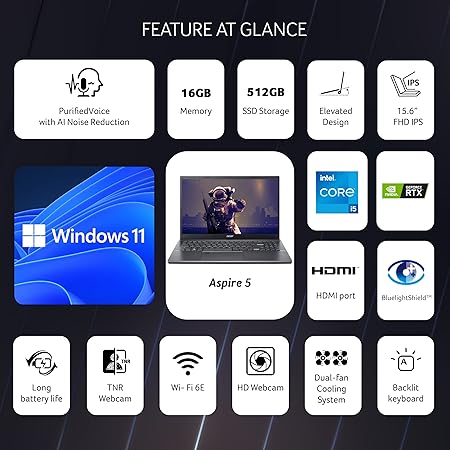 FEATURE AT GLANCE
PurifiedVoice
with AI Noise Reduction
16GB
Memory
512GB
SSD Storage
Elevated
Design
IPS
15.6"
FHD IPS
Windows 11
Aspire 5
intel
CORE
i5
NVIDIA
GEFORCE
RTX
HDMI
HDMI port
BluelightShield™
Long
battery life
TNR
TNR
Webcam
Wi- Fi 6E
HD Webcam
Dual-fan
Cooling
System
A
Backlit
keyboard